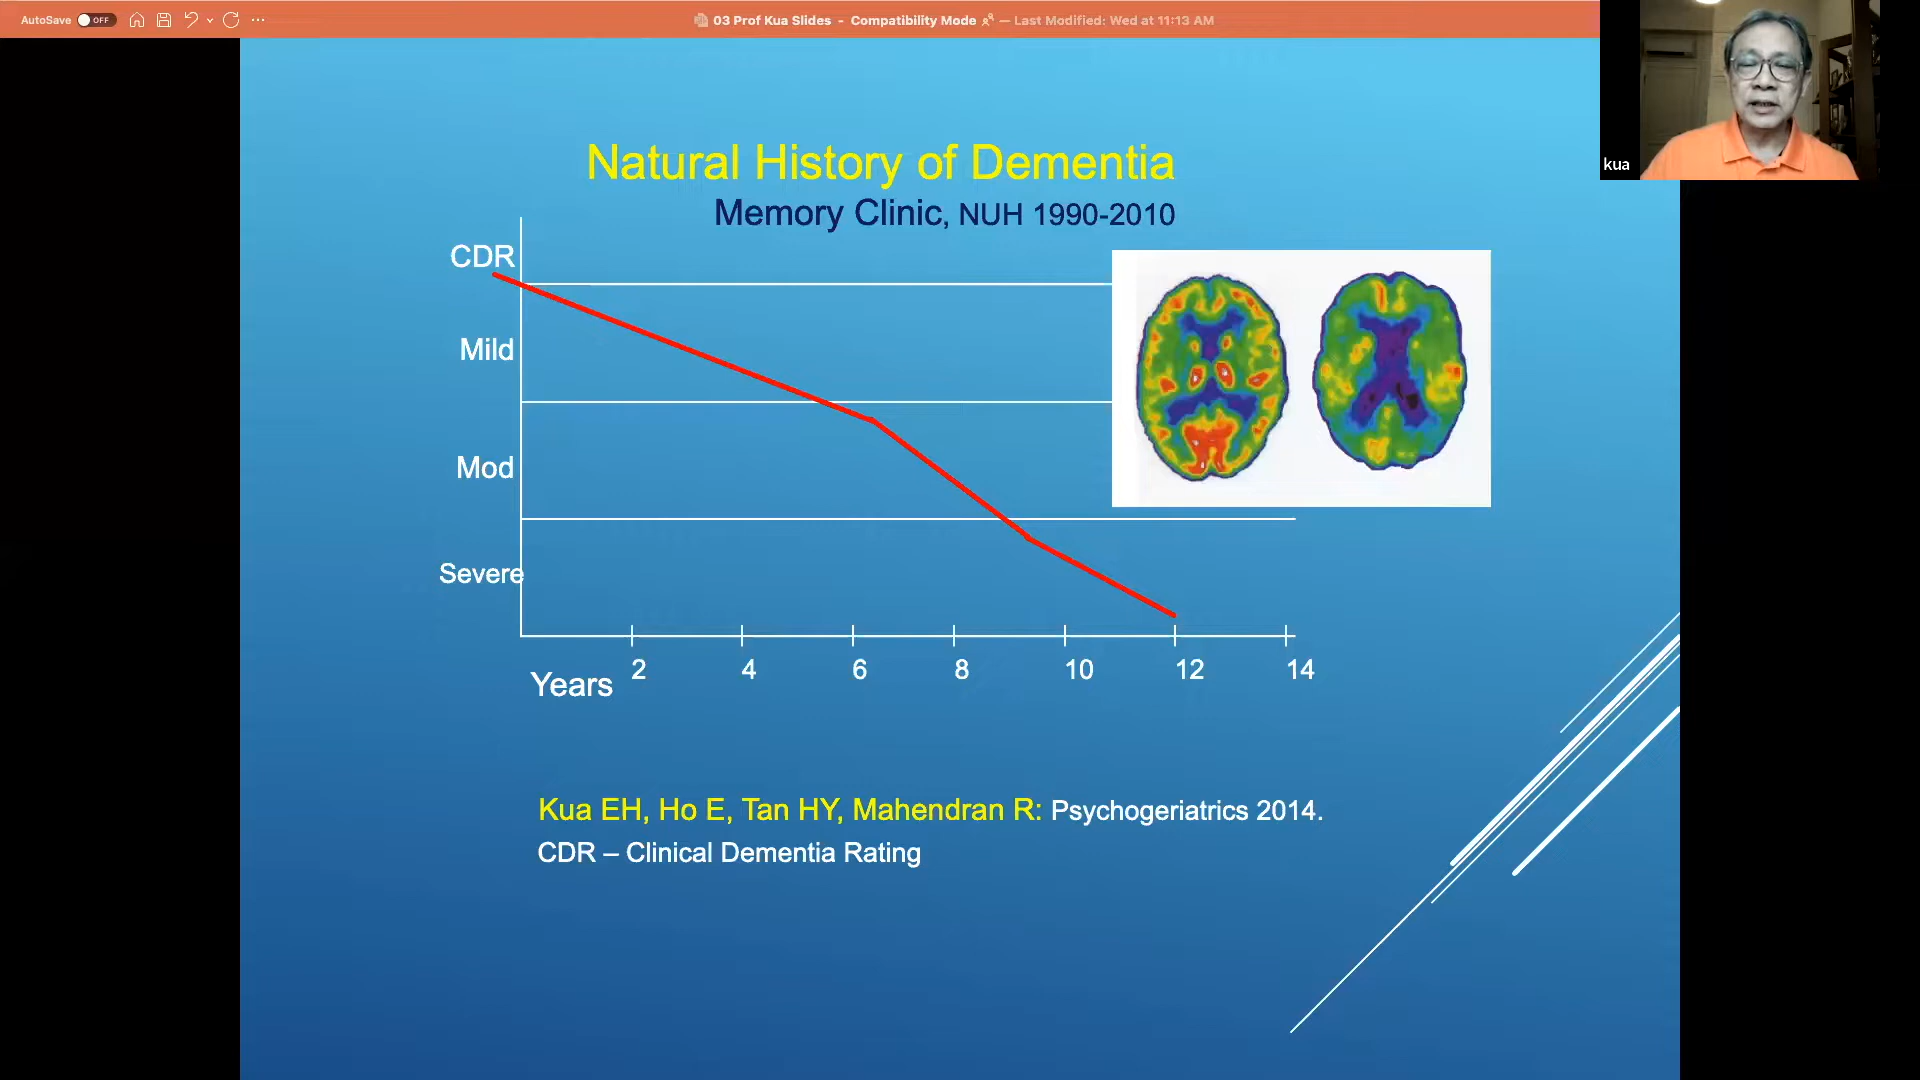 AutoSave OFF
03 Prof Kua Slides - Compatibility Mode — Last Modified: Wed at 11:13 AM
kua
Natural History of Dementia
Memory Clinic, NUH 1990-2010
CDR
Mild
Mod
Severe
2 4 6 8 10 12 14
Years
Kua EH, Ho E, Tan HY, Mahendran R: Psychogeriatrics 2014.
CDR – Clinical Dementia Rating